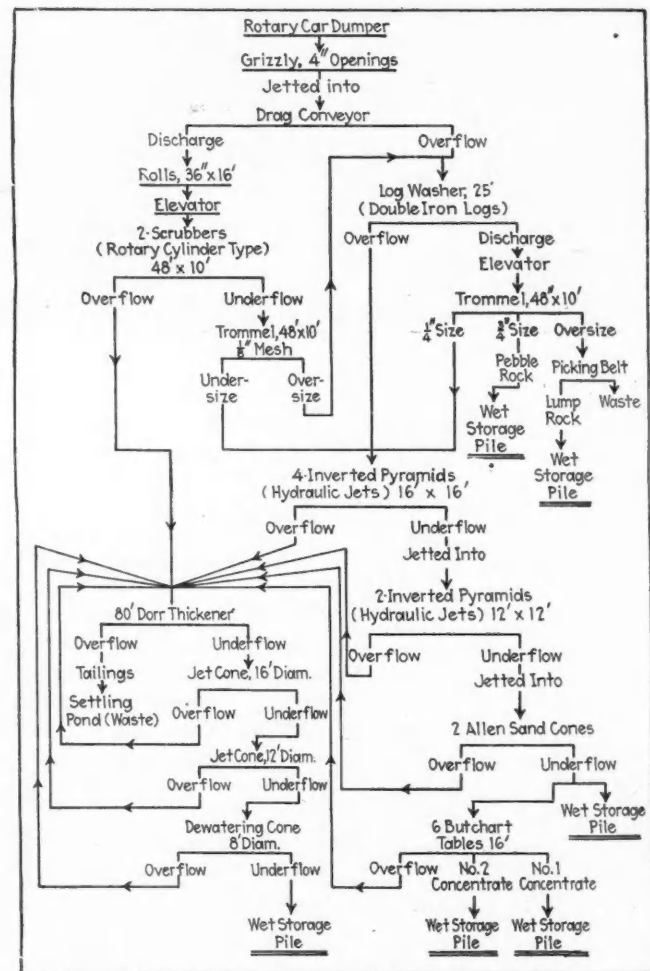 Rotary Car Dumper
Grizzly, 4" Openings
Jetted into
Drag Conveyor
Discharge
Overflow
Rolls, 36"x16'
Elevator
2-Scrubbers
(Rotary Cylinder Type)
48' x 10'
Overflow
Underflow
Trommel, 48'x10'
1/8" Mesh
Under-
size
Over-
size
Log Washer, 25'
(Double Iron Logs)
Overflow
Discharge
Elevator
Trommel, 48"x10'
1/4" Size
3/4" Size
Oversize
Pebble
Rock
Picking Belt
Wet
Storage
Pile
Lump
Rock
Waste
Wet
Storage
Pile
4-Inverted Pyramids
(Hydraulic Jets) 16' x 16'
Overflow
Underflow
Jetted Into
2-Inverted Pyramids
(Hydraulic Jets) 12' x 12'
Overflow
Underflow
Jetted Into
2 Allen Sand Cones
Overflow
Underflow
Wet Storage
Pile
6 Butchart
Tables 16'
Overflow
No.2
Concentrate
No.1
Concentrate
Wet Storage
Pile
Wet Storage
Pile
80' Dorr Thickener
Overflow
Underflow
Tailings
Settling
Pond (Waste)
Jet Cone, 16' Diam.
Overflow
Underflow
Jet Cone, 12' Diam.
Overflow
Underflow
Dewatering Cone
8' Diam.
Overflow
Underflow
Wet Storage
Pile